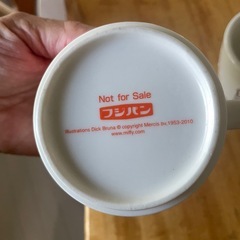 Not for Sale
フジパン
Illustrations Dick Bruna © copyright Mercis bv,1953-2010
www.miffy.com